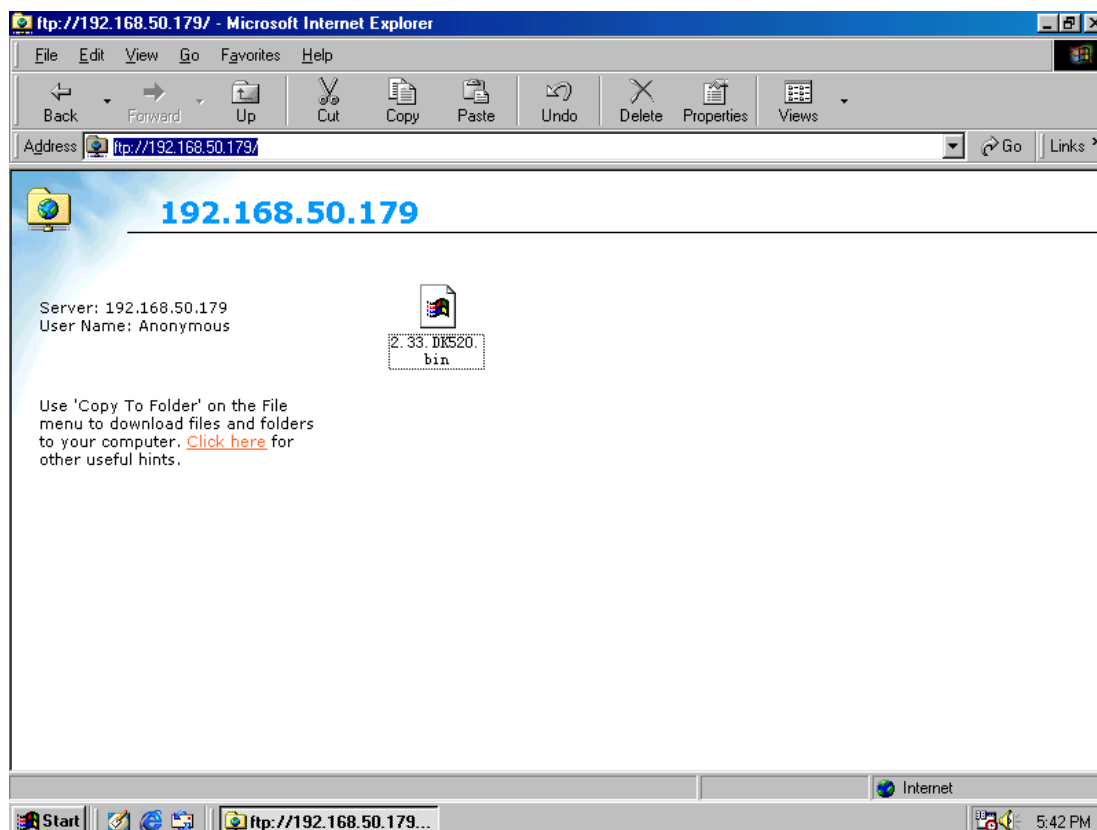 ftp://192.168.50.179/ - Microsoft Internet Explorer
File Edit View Go Favorites Help
Back Forward Up Cut Copy Paste Undo Delete Properties Views
Address ftp://192.168.50.179/ Go Links
192.168.50.179
Server: 192.168.50.179
User Name: Anonymous
2.33.DK520.
bin
Use 'Copy To Folder' on the File
menu to download files and folders
to your computer. Click here for
other useful hints.
Internet
Start ftp://192.168.50.179... 5:42 PM